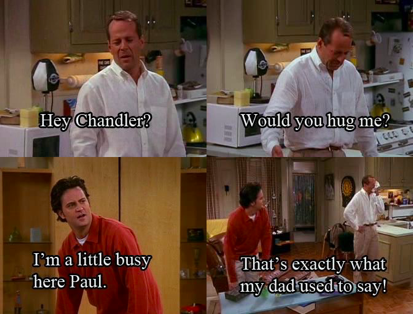 Hey Chandler?
Would you hug me?
I'm a little busy
here Paul.
That's exactly what
my dad used to say!